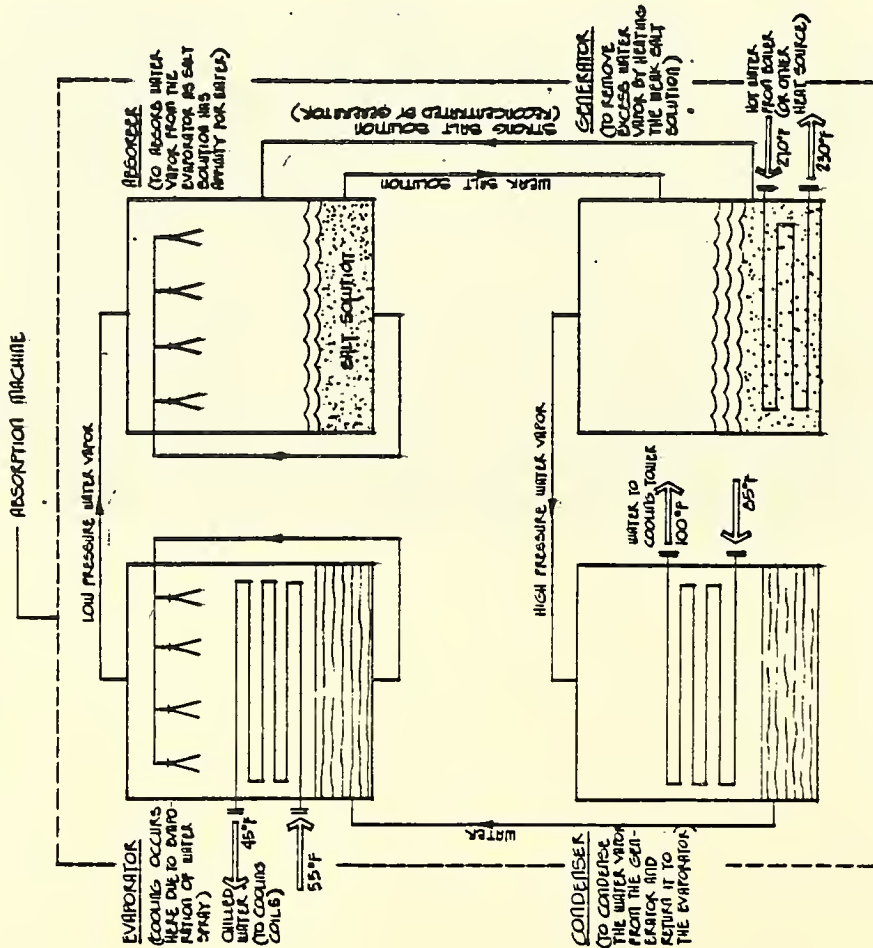 ABSORPTION MACHINE
ABSORBER
(TO ABSORB WATER
VAPOR FROM THE
EVAPORATOR AS SALT
SOLUTION HAS
AFFINITY FOR WATER)
LOW PRESSURE WATER VAPOR
SALT SOLUTION
STRONG SALT SOLUTION
(RECONCENTRATED BY GENERATOR)
WEAK SALT SOLUTION
GENERATOR
(TO REMOVE
EXCESS WATER
VAPOR BY HEATING
THE WEAK SALT
SOLUTION)
HOT WATER
FROM BOILER
(OR OTHER
HEAT SOURCE)
270°F
230°F
HIGH PRESSURE WATER VAPOR
WATER TO
COOLING TOWER
100°F
85°F
EVAPORATOR
(COOLING OCCURS
HERE DUE TO EVAPO-
RATION OF WATER
SPRAY)
CHILLED
WATER
(TO COOLING
COILS)
45°F
55°F
WATER
CONDENSER
(TO CONDENSE
THE WATER VAPOR
FROM THE GEN-
ERATOR AND
RETURN IT TO
THE EVAPORATOR)